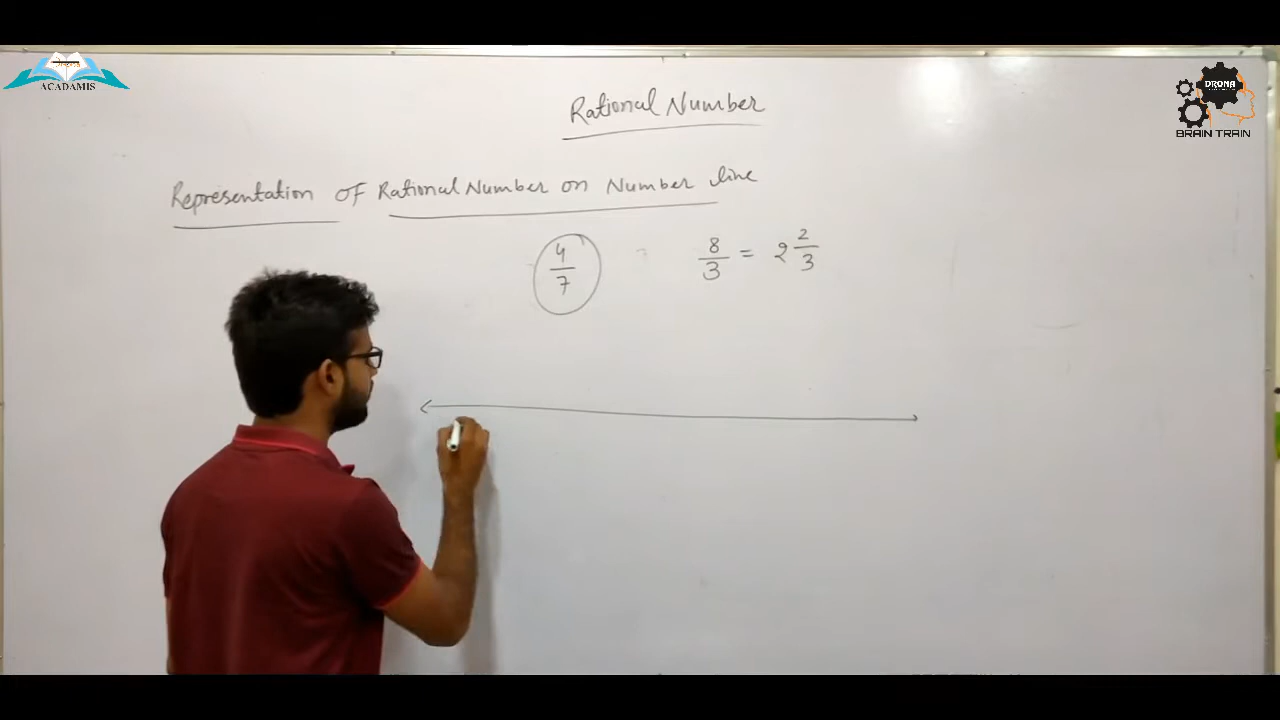 ACADAMIS
DRONA
BRAIN TRAIN
Rational Number
Representation of Rational Number on Number line
4/7
8/3 = 2 2/3